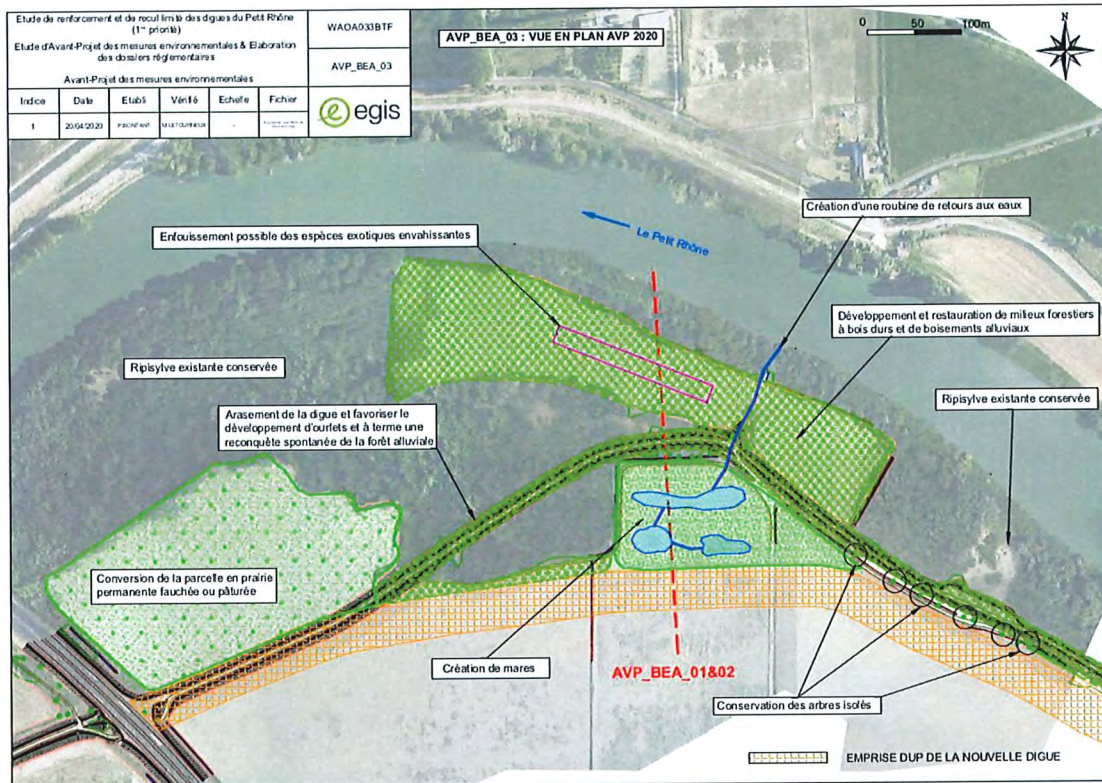 Etude de renforcement et de recul limité des digues du Petit Rhône
(1ère priorité)
Etude d'Avant-Projet des mesures environnementales & Elaboration
des dossiers réglementaires
Avant-Projet des mesures environnementales
WAOA033BTF
AVP_BEA_03
Indice Date Etabli Vérifié Echelle Fichier
1 20/04/2020 -
egis
AVP_BEA_03 : VUE EN PLAN AVP 2020
0 50 100m
N
Création d'une roubine de retours aux eaux
Le Petit Rhône
Enfouissement possible des espèces exotiques envahissantes
Développement et restauration de milieux forestiers
à bois durs et de boisements alluviaux
Ripisylve existante conservée
Ripisylve existante conservée
Arasement de la digue et favoriser le
développement d'ourlets et à terme une
reconquête spontanée de la forêt alluviale
Conversion de la parcelle en prairie
permanente fauchée ou pâturée
Création de mares
AVP_BEA_01&02
Conservation des arbres isolés
EMPRISE DUP DE LA NOUVELLE DIGUE